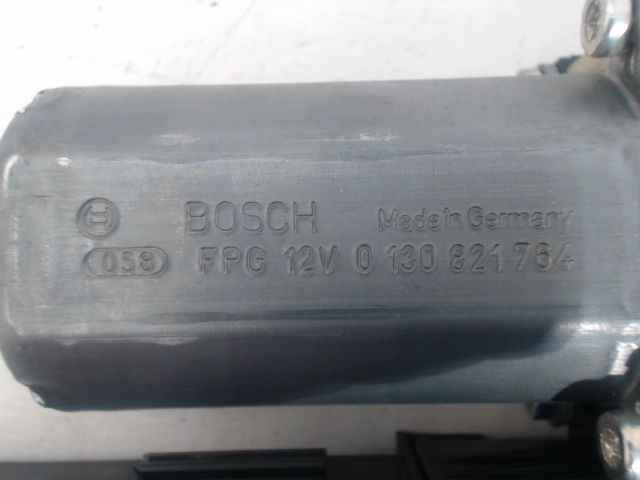 BOSCH Made in Germany
058 FPG 12V 0 130 821 764